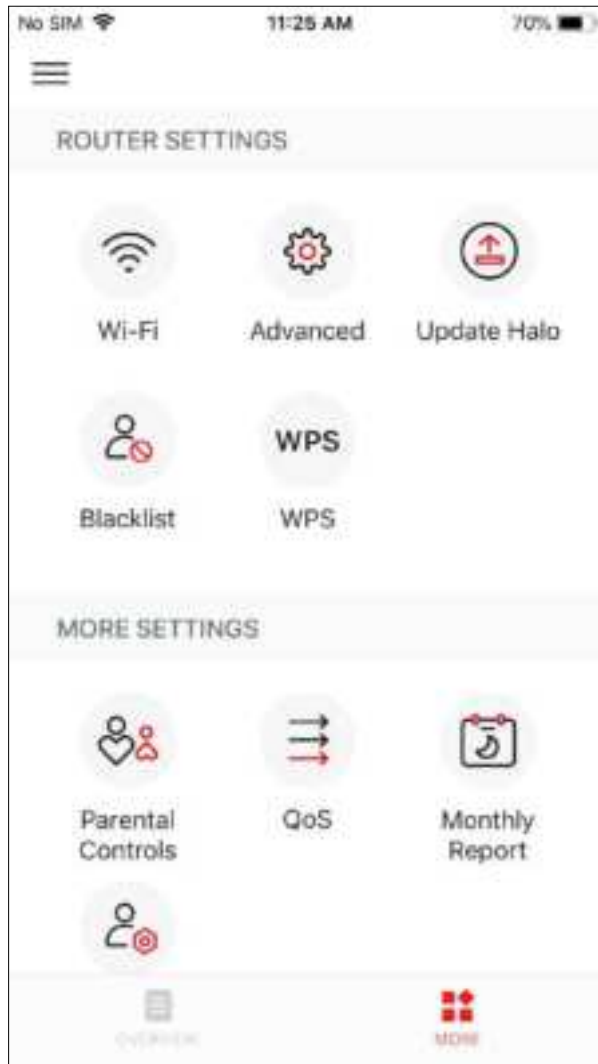 No SIM 11:25 AM 70%
ROUTER SETTINGS
Wi-Fi Advanced Update Halo
WPS
Blacklist WPS
MORE SETTINGS
Parental QoS Monthly
Controls Report
OVERVIEW MORE